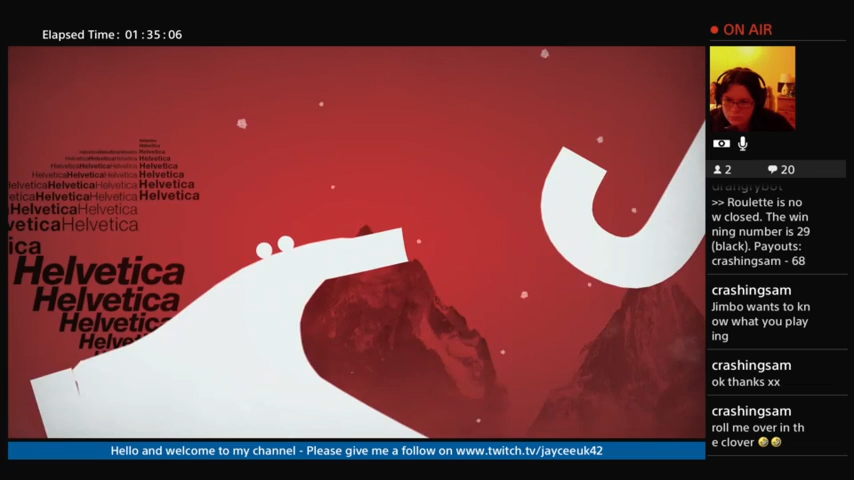 Elapsed Time: 01:35:06
ON AIR
Helvetica
Helvetica
Helvetica
Helvetica
Helvetica
HelveticaHelvetica
Helvetica
Helvetica
Helvetica
Helvetica
2
20
urangrybot
>> Roulette is no
w closed. The win
ning number is 29
(black). Payouts:
crashingsam - 68
crashingsam
Jimbo wants to kn
ow what you play
ing
crashingsam
ok thanks xx
crashingsam
roll me over in th
e clover 🤣🤣
Hello and welcome to my channel - Please give me a follow on www.twitch.tv/jayceeuk42